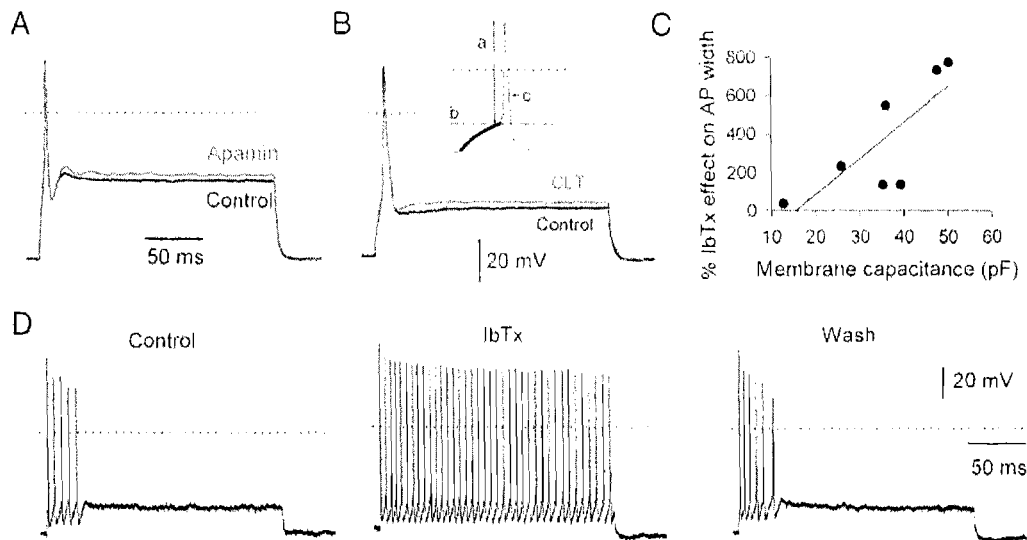 A
Apamin
Control
50 ms
B
a
b
c
CLT
Control
20 mV
C
% IbTx effect on AP width
800
600
400
200
0
10 20 30 40 50 60
Membrane capacitance (pF)
D
Control
IbTx
Wash
20 mV
50 ms